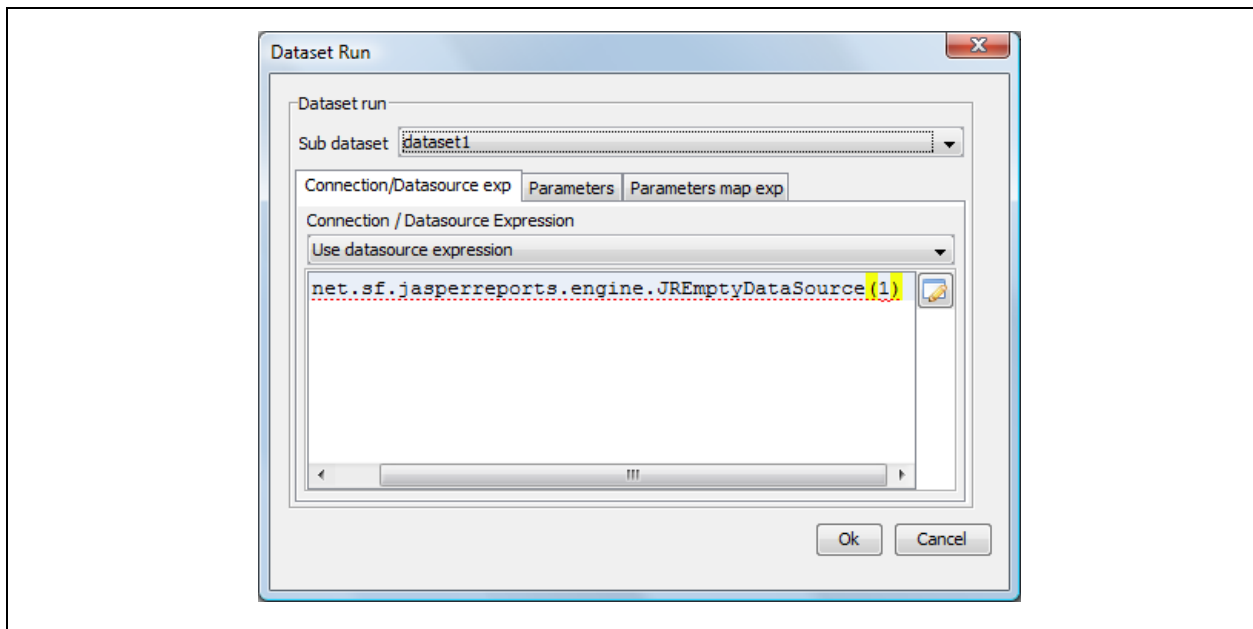 Dataset Run
Dataset run
Sub dataset dataset1
Connection/Datasource exp Parameters Parameters map exp
Connection / Datasource Expression
Use datasource expression
net.sf.jasperreports.engine.JREmptyDataSource(1)
Ok Cancel